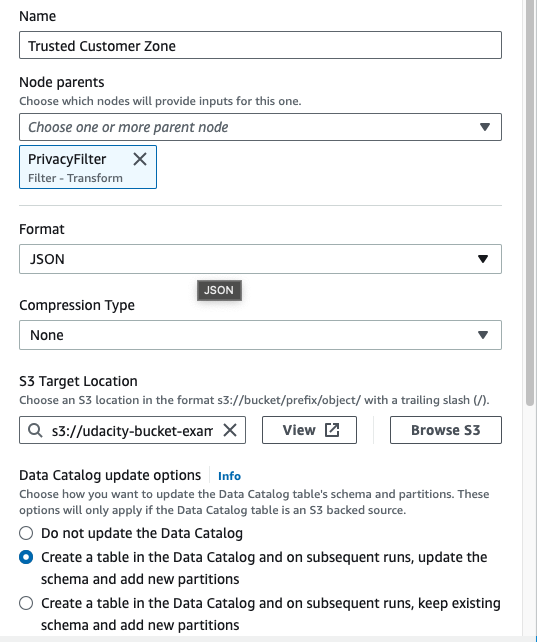 Name
Trusted Customer Zone
Node parents
Choose which nodes will provide inputs for this one.
Choose one or more parent node
PrivacyFilter
Filter - Transform
Format
JSON
JSON
Compression Type
None
S3 Target Location
Choose an S3 location in the format s3://bucket/prefix/object/ with a trailing slash (/).
s3://udacity-bucket-exam
View
Browse S3
Data Catalog update options
Info
Choose how you want to update the Data Catalog table's schema and partitions. These
options will only apply if the Data Catalog table is an S3 backed source.
Do not update the Data Catalog
Create a table in the Data Catalog and on subsequent runs, update the
schema and add new partitions
Create a table in the Data Catalog and on subsequent runs, keep existing
schema and add new partitions